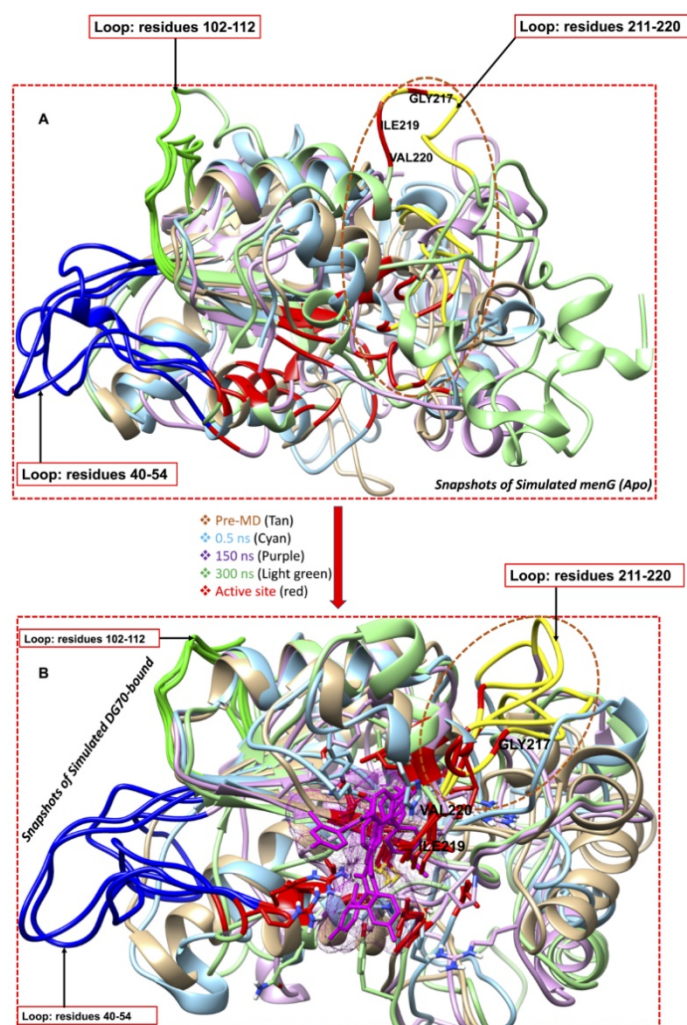 Loop: residues 102-112
Loop: residues 211-220
A
GLY217
ILE219
VAL220
Loop: residues 40-54
Snapshots of Simulated menG (Apo)
❖ Pre-MD (Tan)
❖ 0.5 ns (Cyan)
❖ 150 ns (Purple)
❖ 300 ns (Light green)
❖ Active site (red)
Loop: residues 211-220
Loop: residues 102-112
B
Snapshots of Simulated DG70-bound
GLY217
VAL220
ILE219
Loop: residues 40-54